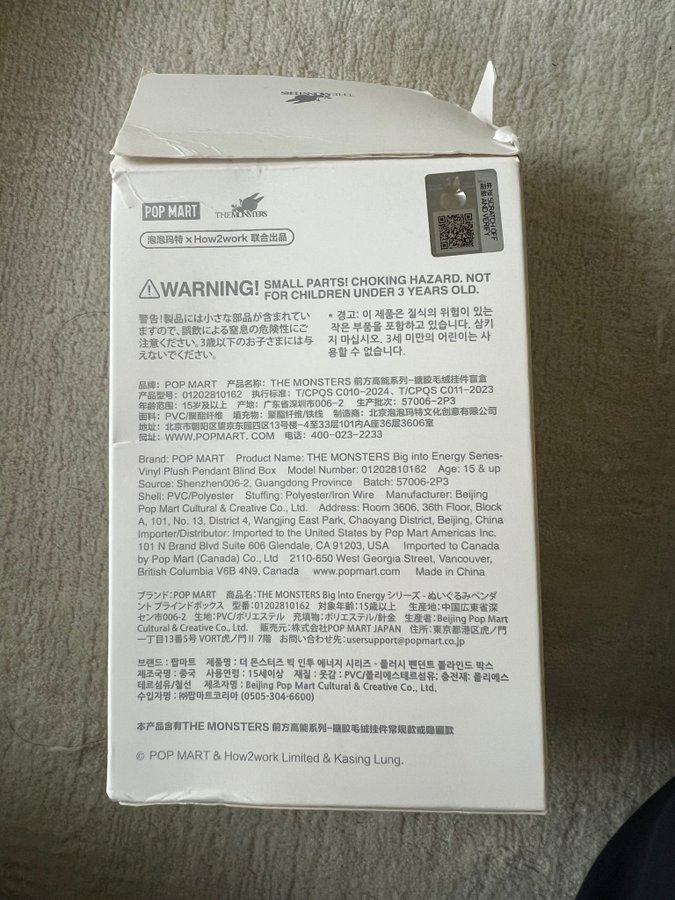 THE MONSTERS
POP MART
THE MONSTERS
泡泡玛特 × How2work 联合出品
刮开涂层 SCRATCH OFF
AND VERIFY
WARNING! SMALL PARTS! CHOKING HAZARD. NOT
FOR CHILDREN UNDER 3 YEARS OLD.
警告!製品には小さな部品が含まれてい
ますので、誤飲による窒息の危険性にご
注意ください。3歳以下のお子さまには与
えないでください。
* 경고: 이 제품은 질식의 위험이 있는
작은 부품을 포함하고 있습니다. 삼키
지 마십시오. 3세 미만의 어린이는 사
용할 수 없습니다.
品牌: POP MART 产品名称: THE MONSTERS 前方高能系列-搪胶毛绒挂件盲盒
产品型号: 01202810162 执行标准: T/CPQS C010-2024、T/CPQS C011-2023
年龄范围: 15岁及以上 产地: 广东省深圳市006-2 生产批次: 57006-2P3
面料: PVC/聚酯纤维 填充物: 聚酯纤维/铁线 制造商: 北京泡泡玛特文化创意有限公司
地址: 北京市朝阳区望京东园四区13号楼-4至33层101内A座36层3606室
网址: WWW.POPMART.COM 电话: 400-023-2233
Brand: POP MART Product Name: THE MONSTERS Big into Energy Series-
Vinyl Plush Pendant Blind Box Model Number: 01202810162 Age: 15 & up
Source: Shenzhen006-2, Guangdong Province Batch: 57006-2P3
Shell: PVC/Polyester Stuffing: Polyester/Iron Wire Manufacturer: Beijing
Pop Mart Cultural & Creative Co., Ltd. Address: Room 3606, 36th Floor, Block
A, 101, No. 13, District 4, Wangjing East Park, Chaoyang District, Beijing, China
Importer/Distributor: Imported to the United States by Pop Mart Americas Inc.
101 N Brand Blvd Suite 606 Glendale, CA 91203, USA Imported to Canada
by Pop Mart (Canada) Co., Ltd 2110-650 West Georgia Street, Vancouver,
British Columbia V6B 4N9, Canada www.popmart.com Made in China
ブランド:POP MART 商品名:THE MONSTERS Big into Energy シリーズ - ぬいぐるみペンダ
ント ブラインドボックス 型番:01202810162 対象年齢:15歳以上 生産地:中国広東省深
セン市006-2 生地:PVC/ポリエステル 充填物:ポリエステル/針金 生産者:Beijing Pop Mart
Cultural & Creative Co., Ltd. 販売元:株式会社POP MART JAPAN 住所:東京都港区虎ノ門
一丁目13番5号 VORT虎ノ門Ⅱ 7階 お問い合わせ先:usersupport@popmart.co.jp
브랜드 : 팝마트 제품명 : 더 몬스터즈 빅 인투 에너지 시리즈 - 플러시 펜던트 블라인드 박스
제조국명 : 중국 사용연령 : 15세이상 재질 : 옷감 : PVC/폴리에스테르섬유; 충전재: 폴리에스
테르섬유/철선 제조자명 : Beijing Pop Mart Cultural & Creative Co., Ltd.
수입자명 : ㈜팝마트코리아 (0505-304-6600)
本产品含有THE MONSTERS 前方高能系列-搪胶毛绒挂件常规款或隐藏款
© POP MART & How2work Limited & Kasing Lung.